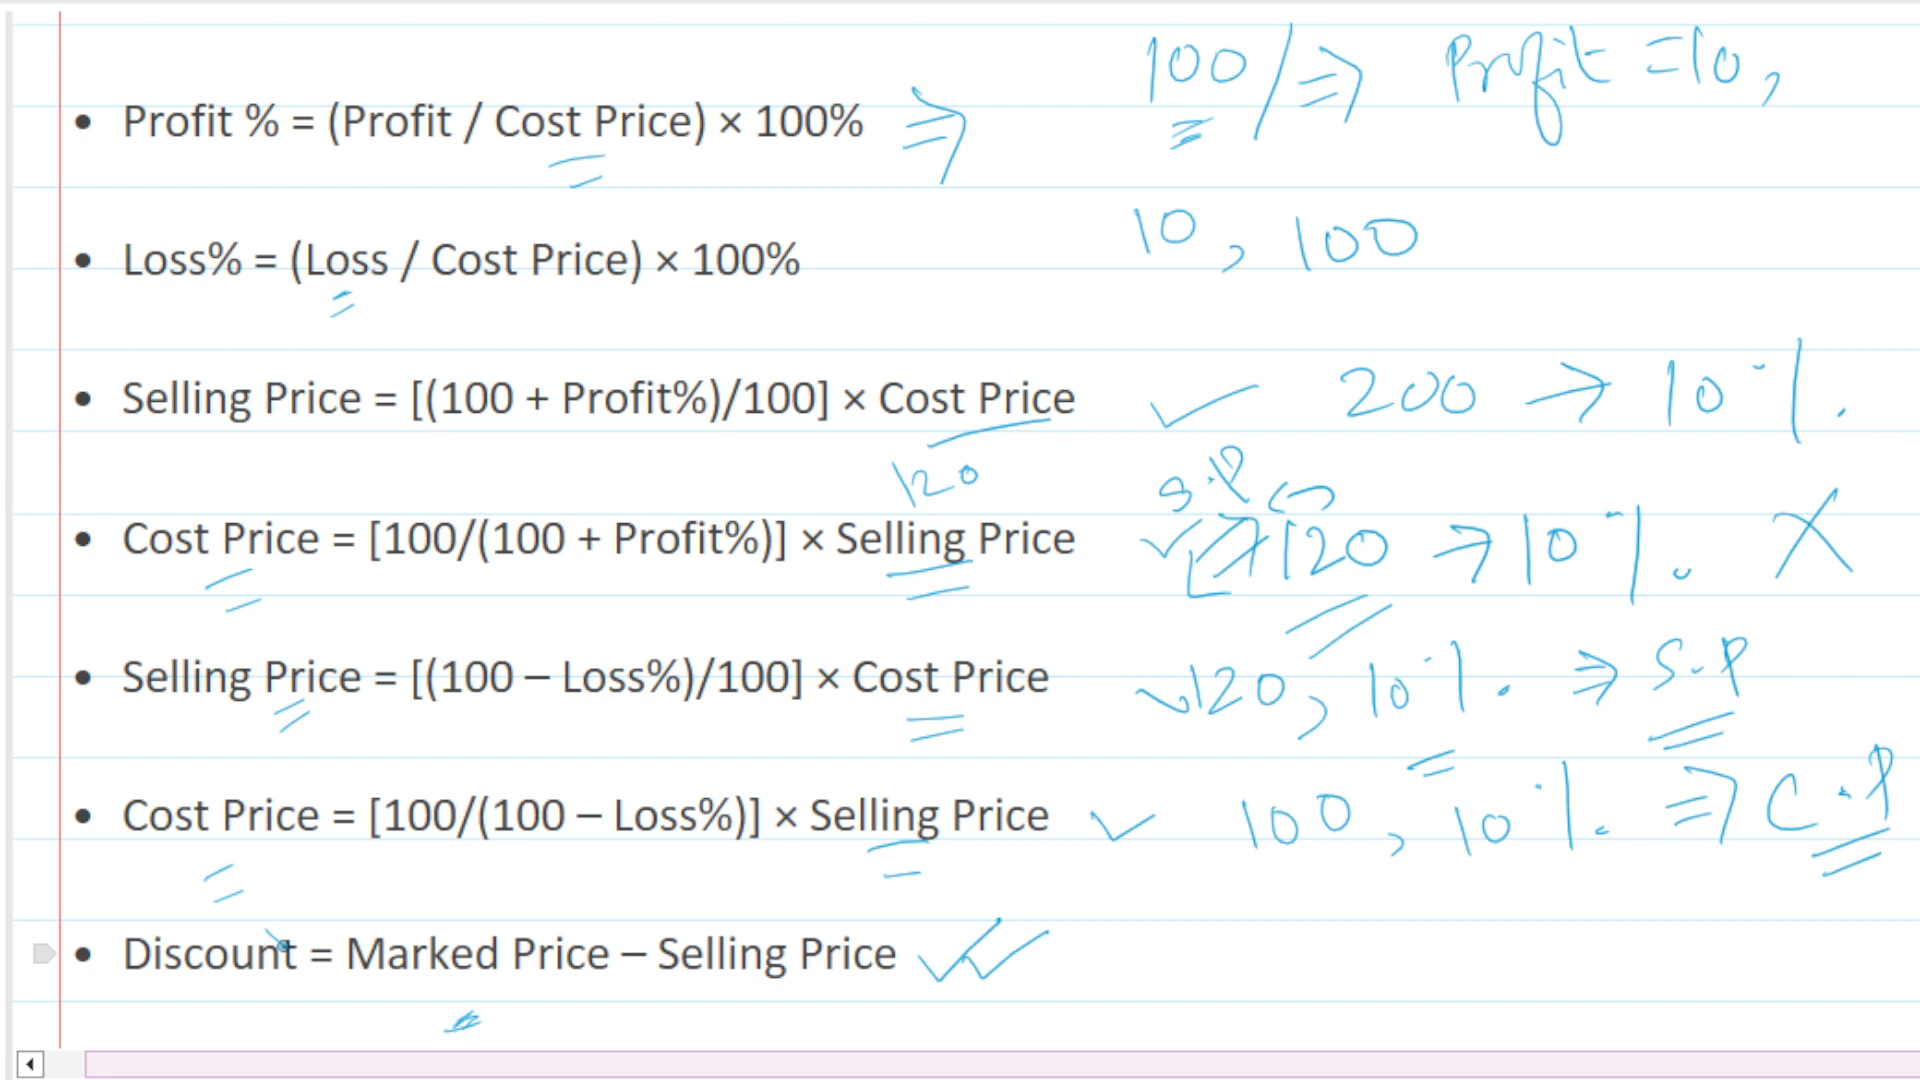 100 / ⇒ Profit = 10,
• Profit % = (Profit / Cost Price) × 100% ⇒
10, 100
• Loss% = (Loss / Cost Price) × 100%
• Selling Price = [(100 + Profit%)/100] × Cost Price ✓ 200 → 10%.
120
S.P
• Cost Price = [100/(100 + Profit%)] × Selling Price ✓ 120 ⇒ 10%. X
• Selling Price = [(100 – Loss%)/100] × Cost Price ✓ 120, 10%. ⇒ S.P
• Cost Price = [100/(100 – Loss%)] × Selling Price ✓ 100, 10%. ⇒ C.P
• Discount = Marked Price – Selling Price ✓✓